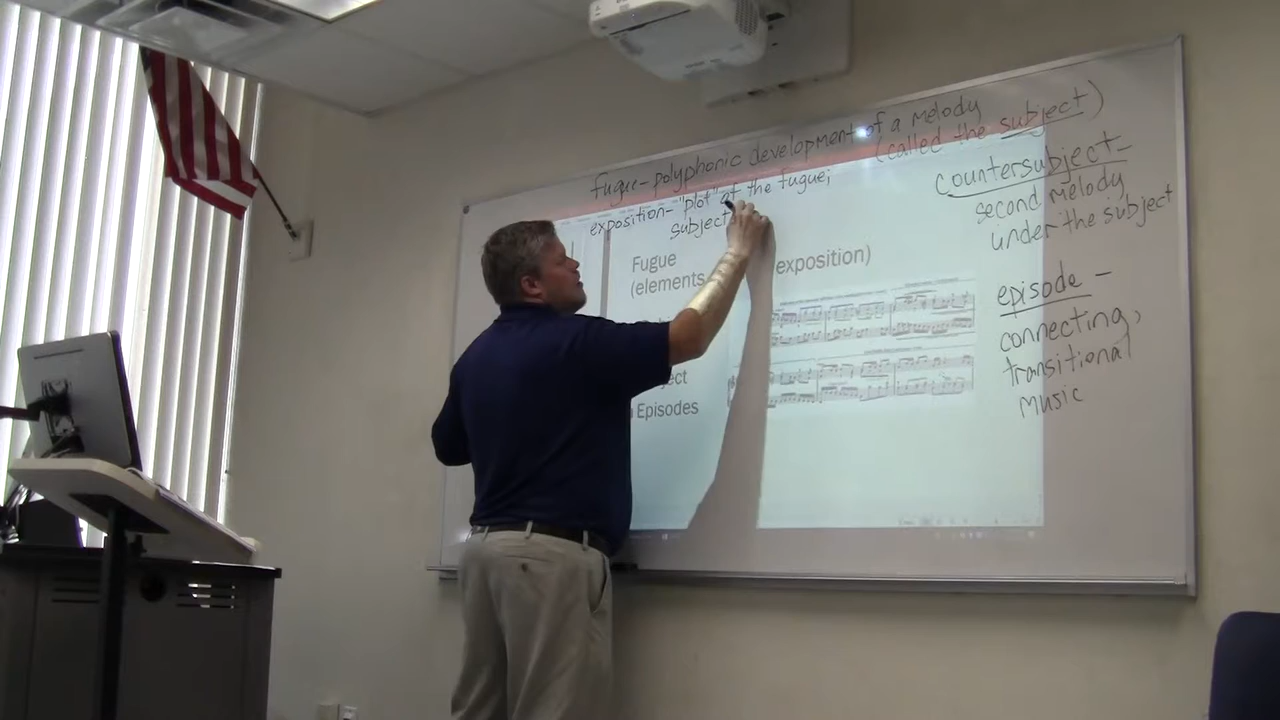 fugue- polyphonic development of a melody
(called the subject)
exposition- "plot" of the fugue;
subject
countersubject-
second melody
under the subject
episode -
connecting,
transitional
music
Fugue
(elements exposition)
Episodes